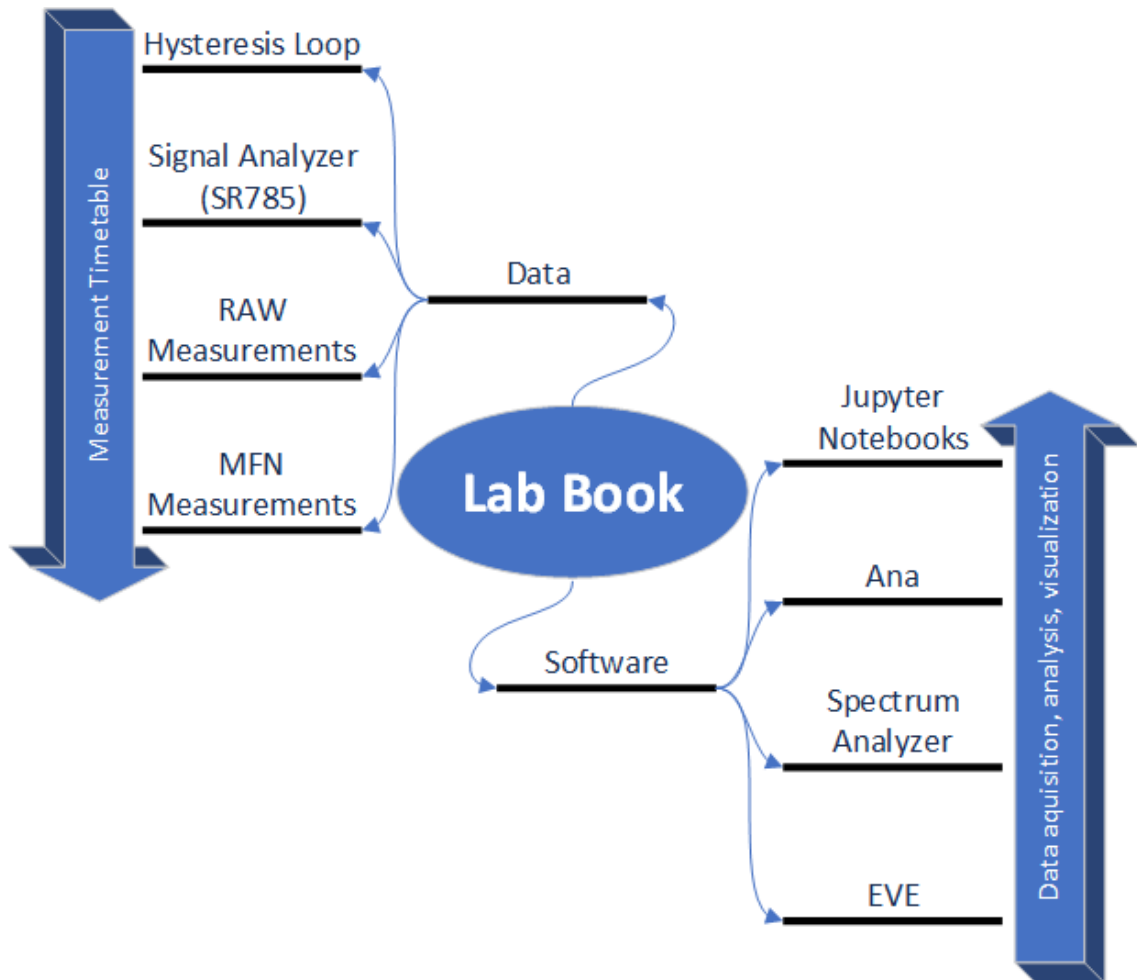 Hysteresis Loop
Signal Analyzer
(SR785)
RAW
Measurements
MFN
Measurements
Measurement Timetable
Data
Lab Book
Software
Jupyter
Notebooks
Ana
Spectrum
Analyzer
EVE
Data aquisition, analysis, visualization